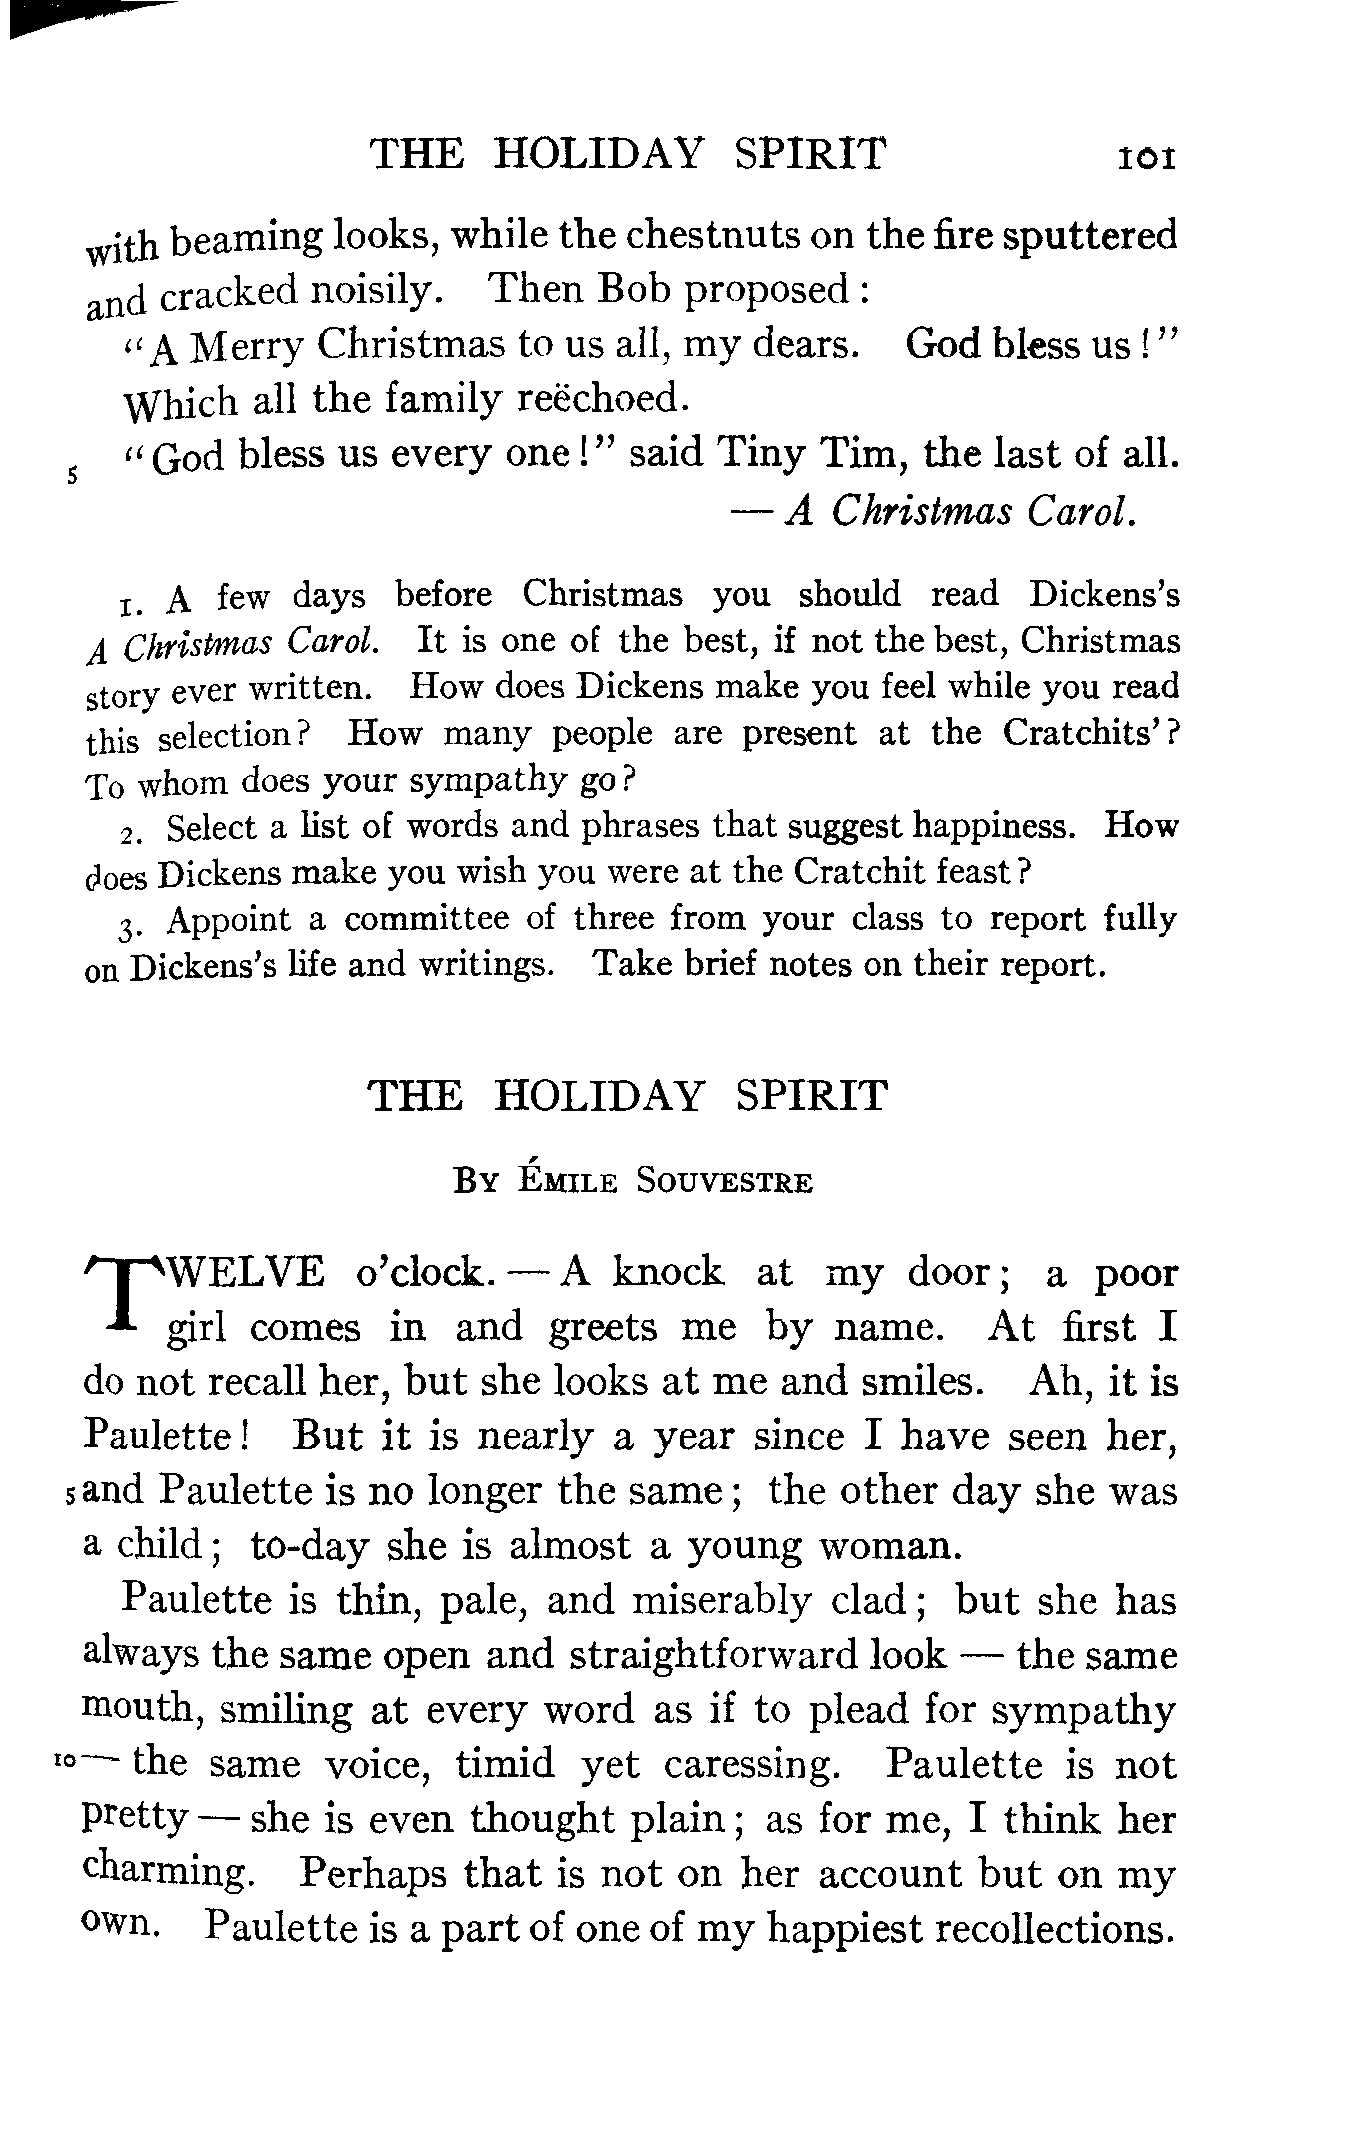 THE HOLIDAY SPIRIT 101
with beaming looks, while the chestnuts on the fire sputtered
and cracked noisily. Then Bob proposed:
"A Merry Christmas to us all, my dears. God bless us!"
Which all the family reëchoed.
5 "God bless us every one!" said Tiny Tim, the last of all.
— A Christmas Carol.
1. A few days before Christmas you should read Dickens's
A Christmas Carol. It is one of the best, if not the best, Christmas
story ever written. How does Dickens make you feel while you read
this selection? How many people are present at the Cratchits'?
To whom does your sympathy go?
2. Select a list of words and phrases that suggest happiness. How
does Dickens make you wish you were at the Cratchit feast?
3. Appoint a committee of three from your class to report fully
on Dickens's life and writings. Take brief notes on their report.
THE HOLIDAY SPIRIT
BY ÉMILE SOUVESTRE
TWELVE o'clock. — A knock at my door; a poor
girl comes in and greets me by name. At first I
do not recall her, but she looks at me and smiles. Ah, it is
Paulette! But it is nearly a year since I have seen her,
5 and Paulette is no longer the same; the other day she was
a child; to-day she is almost a young woman.
Paulette is thin, pale, and miserably clad; but she has
always the same open and straightforward look — the same
mouth, smiling at every word as if to plead for sympathy
10 — the same voice, timid yet caressing. Paulette is not
pretty — she is even thought plain; as for me, I think her
charming. Perhaps that is not on her account but on my
own. Paulette is a part of one of my happiest recollections.